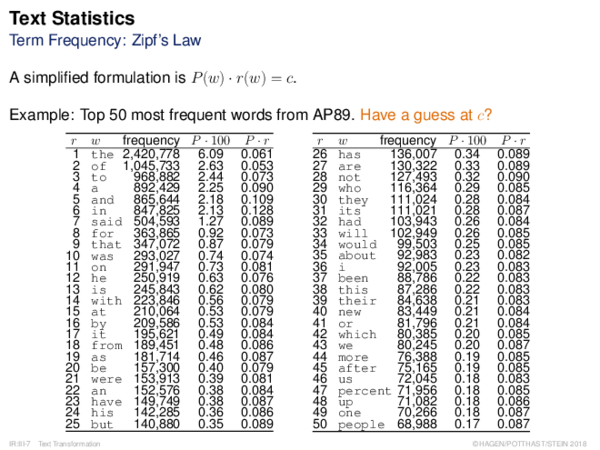 Text Statistics
Term Frequency: Zipf's Law
A simplified formulation is P(w) · r(w) = c.
Example: Top 50 most frequent words from AP89. Have a guess at c?
r w frequency P · 100 P · r
1 the 2,420,778 6.09 0.061
2 of 1,045,733 2.63 0.053
3 to 968,882 2.44 0.073
4 a 892,429 2.25 0.090
5 and 865,644 2.18 0.109
6 in 847,825 2.13 0.128
7 said 504,593 1.27 0.089
8 for 363,865 0.92 0.073
9 that 347,072 0.87 0.079
10 was 293,027 0.74 0.074
11 on 291,947 0.73 0.081
12 he 250,919 0.63 0.076
13 is 245,843 0.62 0.080
14 with 223,846 0.56 0.079
15 at 210,064 0.53 0.079
16 by 209,586 0.53 0.084
17 it 195,621 0.49 0.084
18 from 189,451 0.48 0.086
19 as 181,714 0.46 0.087
20 be 157,300 0.40 0.079
21 were 153,913 0.39 0.081
22 an 152,576 0.38 0.084
23 have 149,749 0.38 0.087
24 his 142,285 0.36 0.086
25 but 140,880 0.35 0.089
r w frequency P · 100 P · r
26 has 136,007 0.34 0.089
27 are 130,322 0.33 0.089
28 not 127,493 0.32 0.090
29 who 116,364 0.29 0.085
30 they 111,024 0.28 0.084
31 its 111,021 0.28 0.087
32 had 103,943 0.26 0.084
33 will 102,949 0.26 0.085
34 would 99,503 0.25 0.085
35 about 92,983 0.23 0.082
36 i 92,005 0.23 0.083
37 been 88,786 0.22 0.083
38 this 87,286 0.22 0.083
39 their 84,638 0.21 0.083
40 new 83,449 0.21 0.084
41 or 81,796 0.21 0.084
42 which 80,385 0.20 0.085
43 we 80,245 0.20 0.087
44 more 76,388 0.19 0.085
45 after 75,165 0.19 0.085
46 us 72,045 0.18 0.083
47 percent 71,956 0.18 0.085
48 up 71,082 0.18 0.086
49 one 70,266 0.18 0.087
50 people 68,988 0.17 0.087
IR:III-7 Text Transformation
©HAGEN/POTTHAST/STEIN 2018